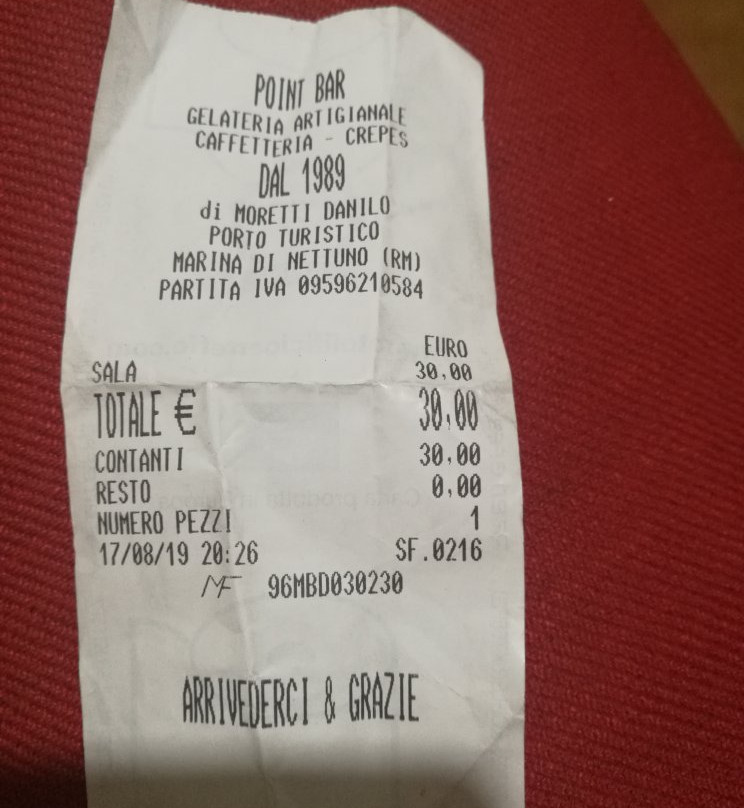 POINT BAR
GELATERIA ARTIGIANALE
CAFFETTERIA - CREPES
DAL 1989
di MORETTI DANILO
PORTO TURISTICO
MARINA DI NETTUNO (RM)
PARTITA IVA 09596210584
EURO
SALA 30,00
TOTALE € 30,00
CONTANTI 30,00
RESTO 0,00
NUMERO PEZZI 1
17/08/19 20:26 SF.0216
MF 96MBD030230
ARRIVEDERCI & GRAZIE